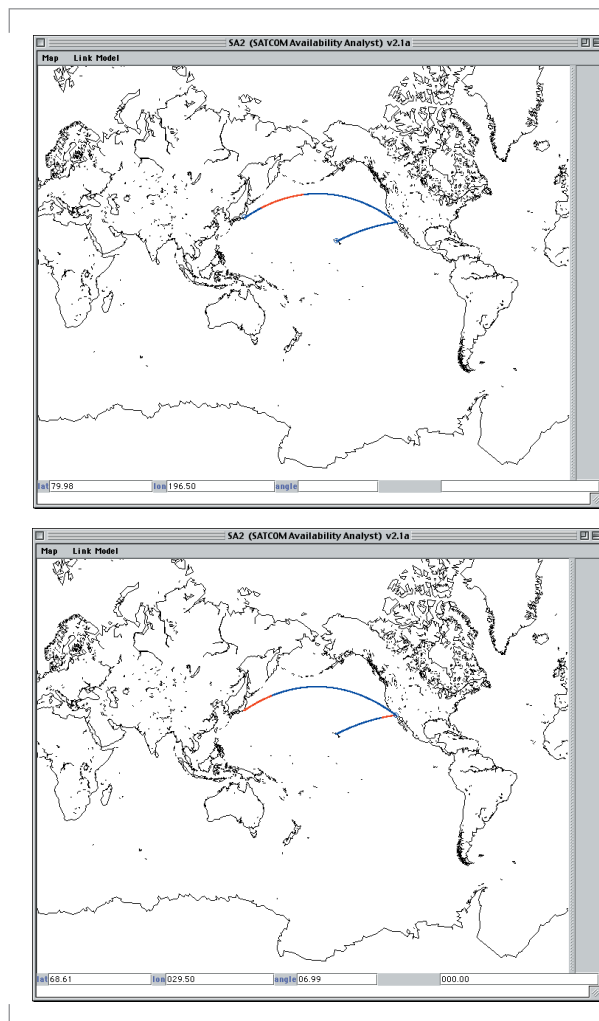 SA2 (SATCOM Availability Analyst) v2.1a
Map Link Model
lat 79.98 lon 196.50 angle
SA2 (SATCOM Availability Analyst) v2.1a
Map Link Model
lat 68.61 lon 029.50 angle 06.99 000.00